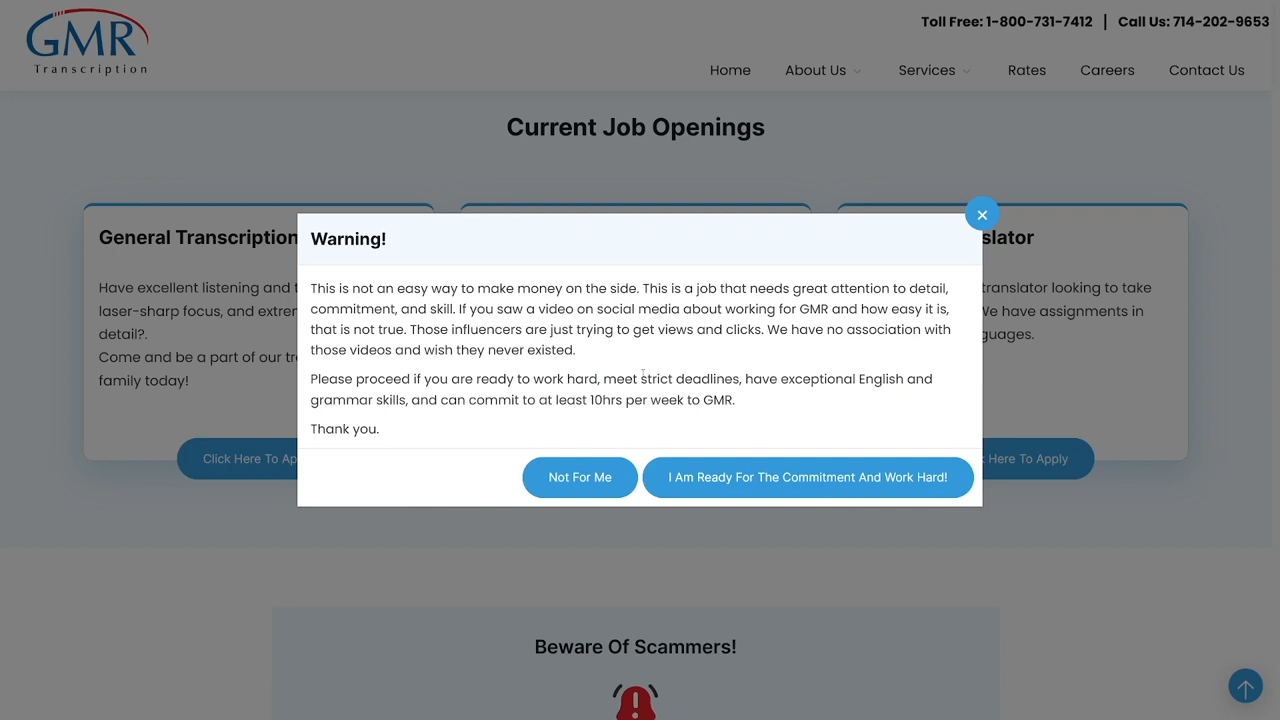 GMR
Transcription
Toll Free: 1-800-731-7412 | Call Us: 714-202-9653
Home About Us Services Rates Careers Contact Us
Current Job Openings
General Transcription
Have excellent listening and t
laser-sharp focus, and extrem
detail?.
Come and be a part of our tr
family today!
Click Here To Ap
slator
translator looking to take
We have assignments in
guages.
Here To Apply
Warning!
This is not an easy way to make money on the side. This is a job that needs great attention to detail,
commitment, and skill. If you saw a video on social media about working for GMR and how easy it is,
that is not true. Those influencers are just trying to get views and clicks. We have no association with
those videos and wish they never existed.
Please proceed if you are ready to work hard, meet strict deadlines, have exceptional English and
grammar skills, and can commit to at least 10hrs per week to GMR.
Thank you.
Not For Me
I Am Ready For The Commitment And Work Hard!
Beware Of Scammers!